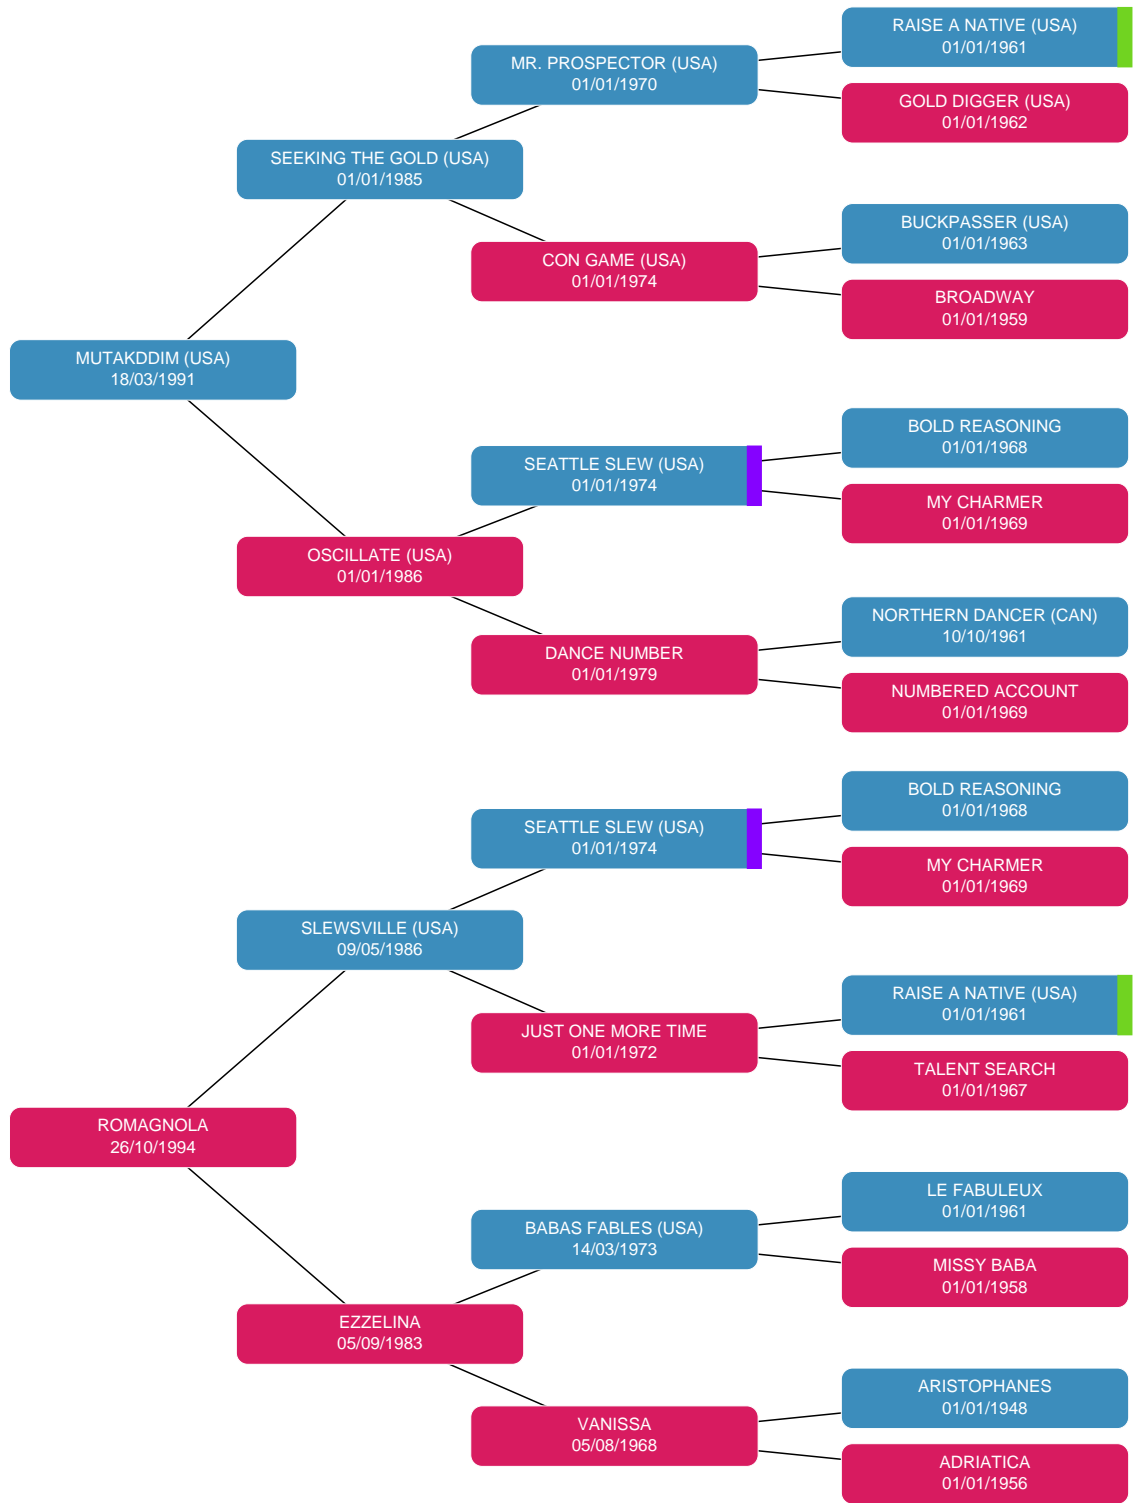 RAISE A NATIVE (USA)
01/01/1961
MR. PROSPECTOR (USA)
01/01/1970
GOLD DIGGER (USA)
01/01/1962
SEEKING THE GOLD (USA)
01/01/1985
BUCKPASSER (USA)
01/01/1963
CON GAME (USA)
01/01/1974
BROADWAY
01/01/1959
MUTAKDDIM (USA)
18/03/1991
BOLD REASONING
01/01/1968
SEATTLE SLEW (USA)
01/01/1974
MY CHARMER
01/01/1969
OSCILLATE (USA)
01/01/1986
NORTHERN DANCER (CAN)
10/10/1961
DANCE NUMBER
01/01/1979
NUMBERED ACCOUNT
01/01/1969
BOLD REASONING
01/01/1968
SEATTLE SLEW (USA)
01/01/1974
MY CHARMER
01/01/1969
SLEWSVILLE (USA)
09/05/1986
RAISE A NATIVE (USA)
01/01/1961
JUST ONE MORE TIME
01/01/1972
TALENT SEARCH
01/01/1967
ROMAGNOLA
26/10/1994
LE FABULEUX
01/01/1961
BABAS FABLES (USA)
14/03/1973
MISSY BABA
01/01/1958
EZZELINA
05/09/1983
ARISTOPHANES
01/01/1948
VANISSA
05/08/1968
ADRIATICA
01/01/1956